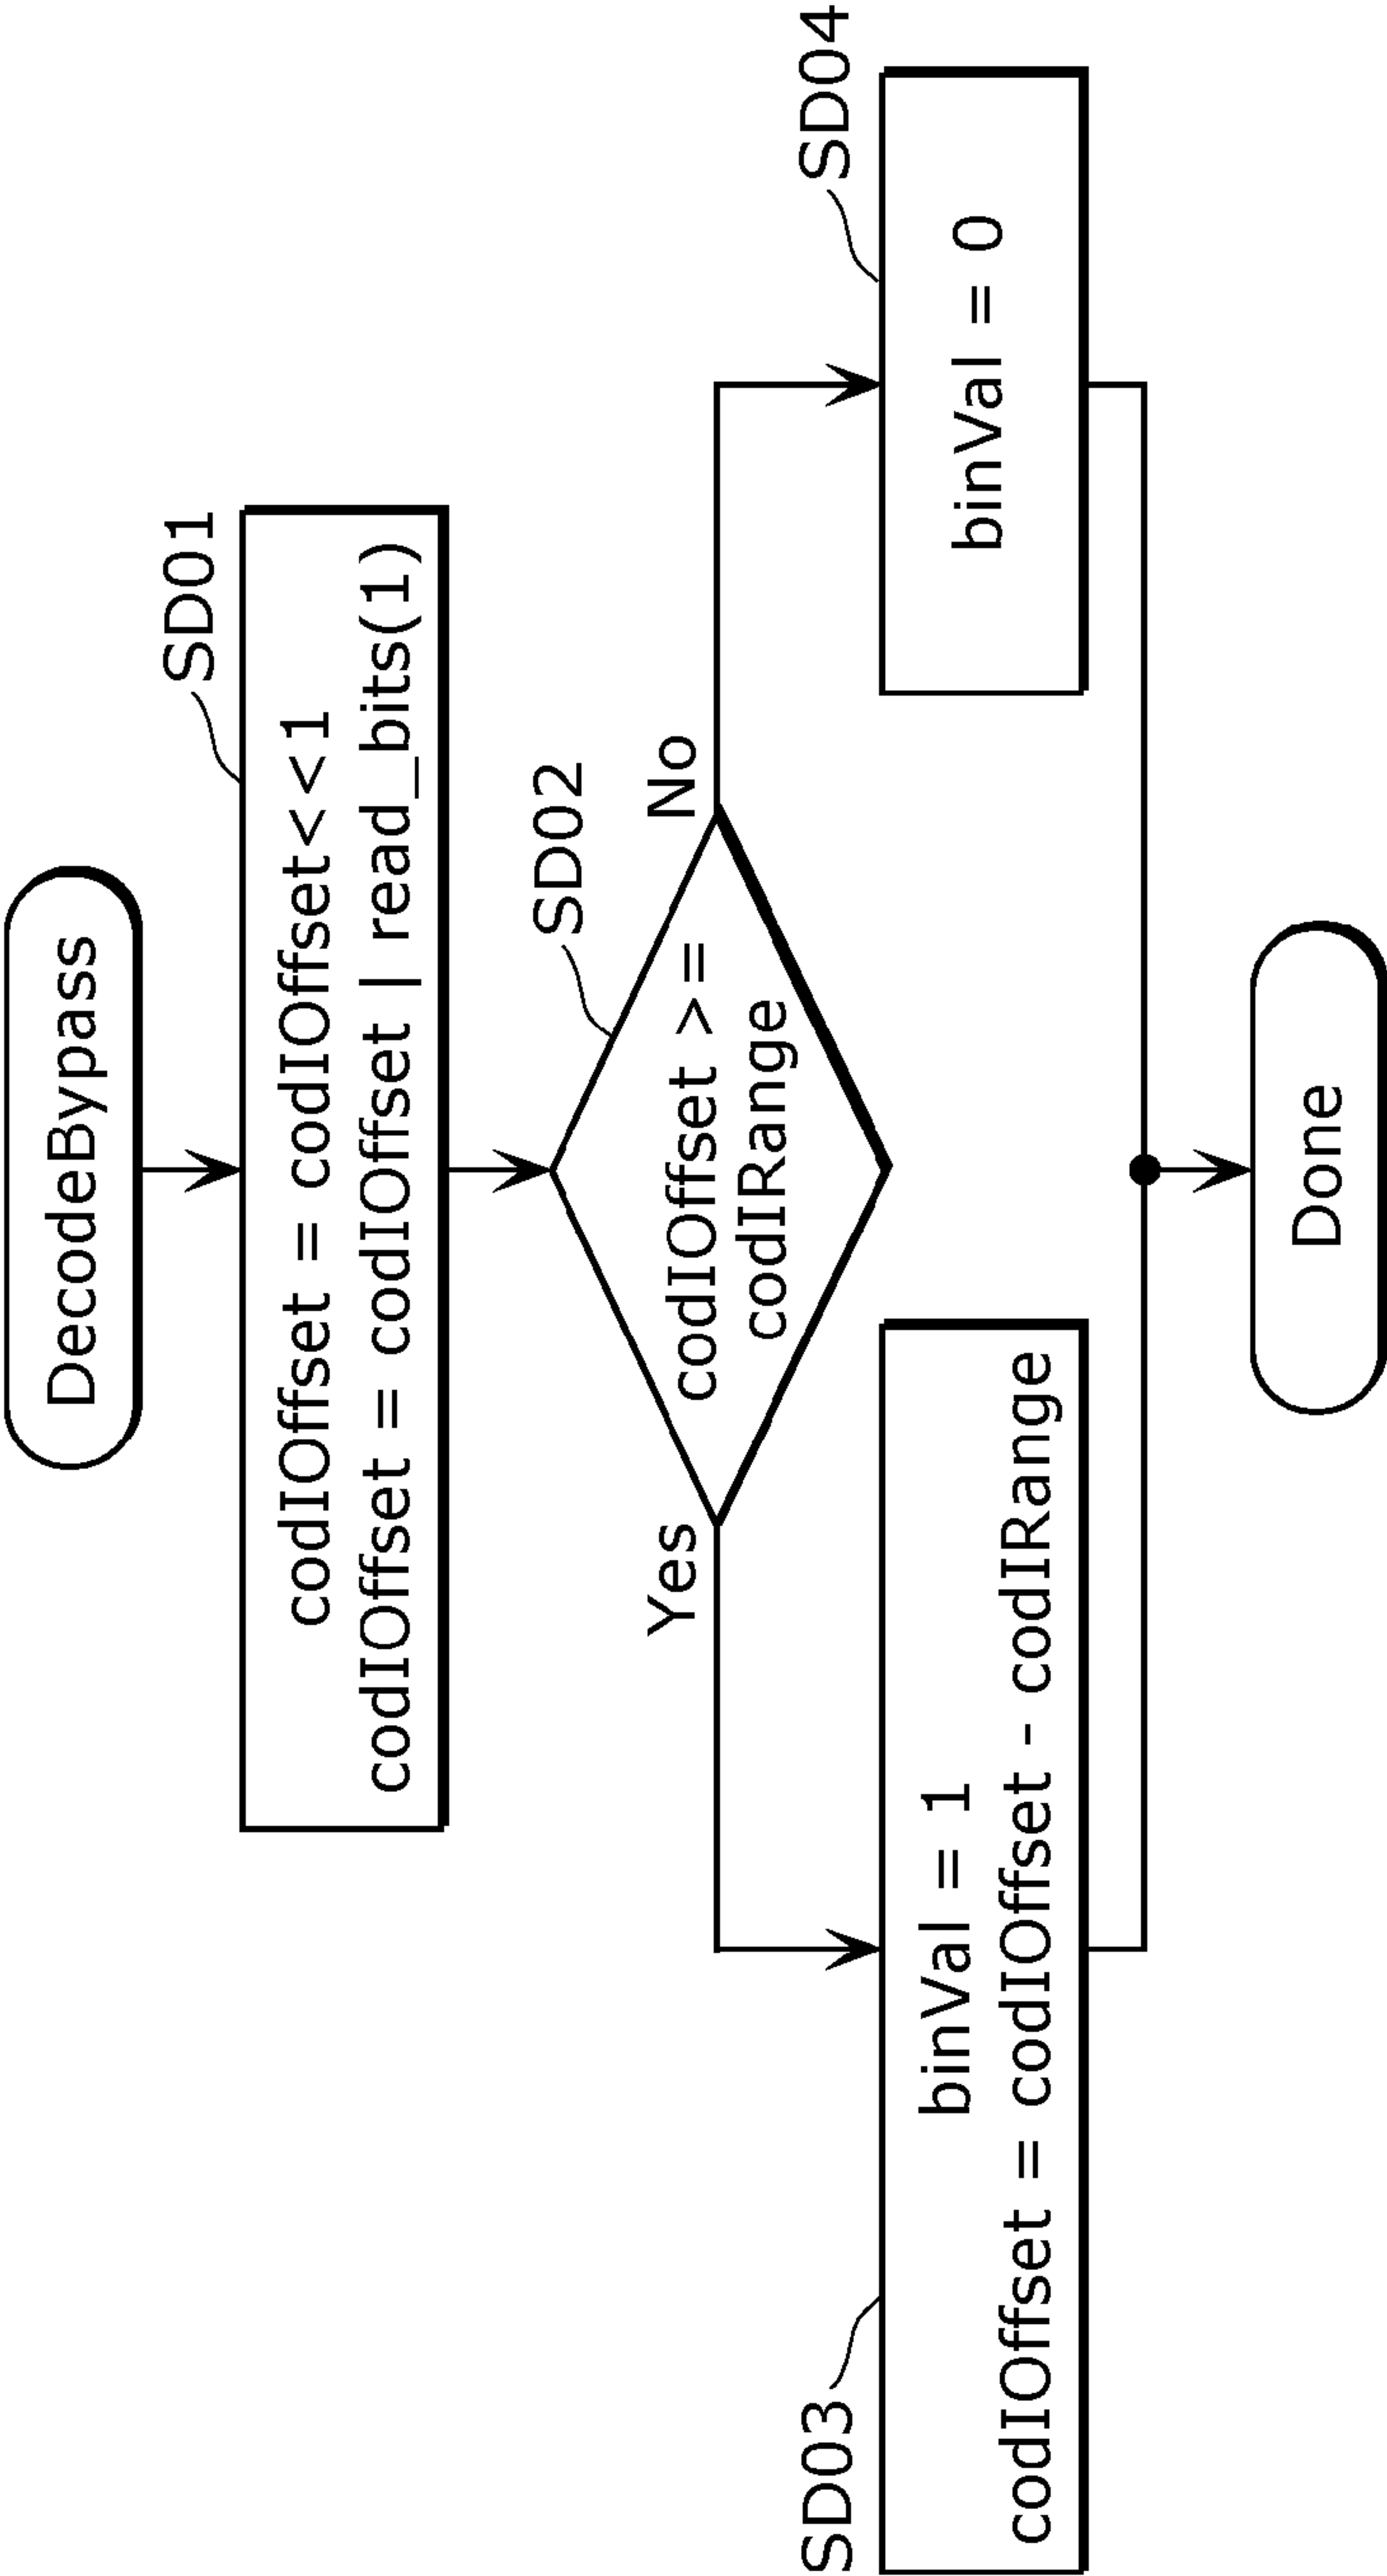 DecodeBypass
SD01
codIOffset = codIOffset<<1
codIOffset = codIOffset | read_bits(1)
SD02
codIOffset >=
codIRange
Yes
No
SD03
binVal = 1
codIOffset = codIOffset - codIRange
SD04
binVal = 0
Done